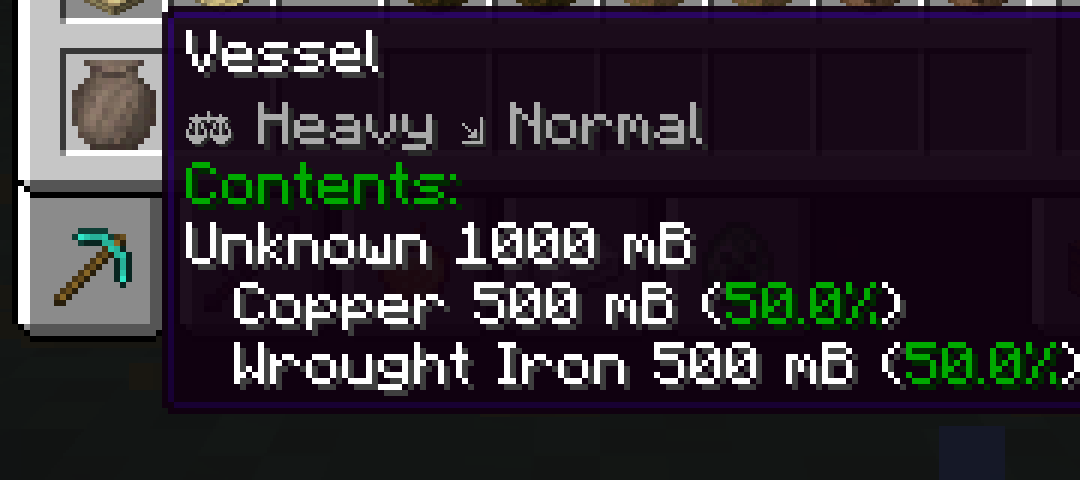 Vessel
Heavy ↘ Normal
Contents:
Unknown 1000 mB
Copper 500 mB (50.0%)
Wrought Iron 500 mB (50.0%)